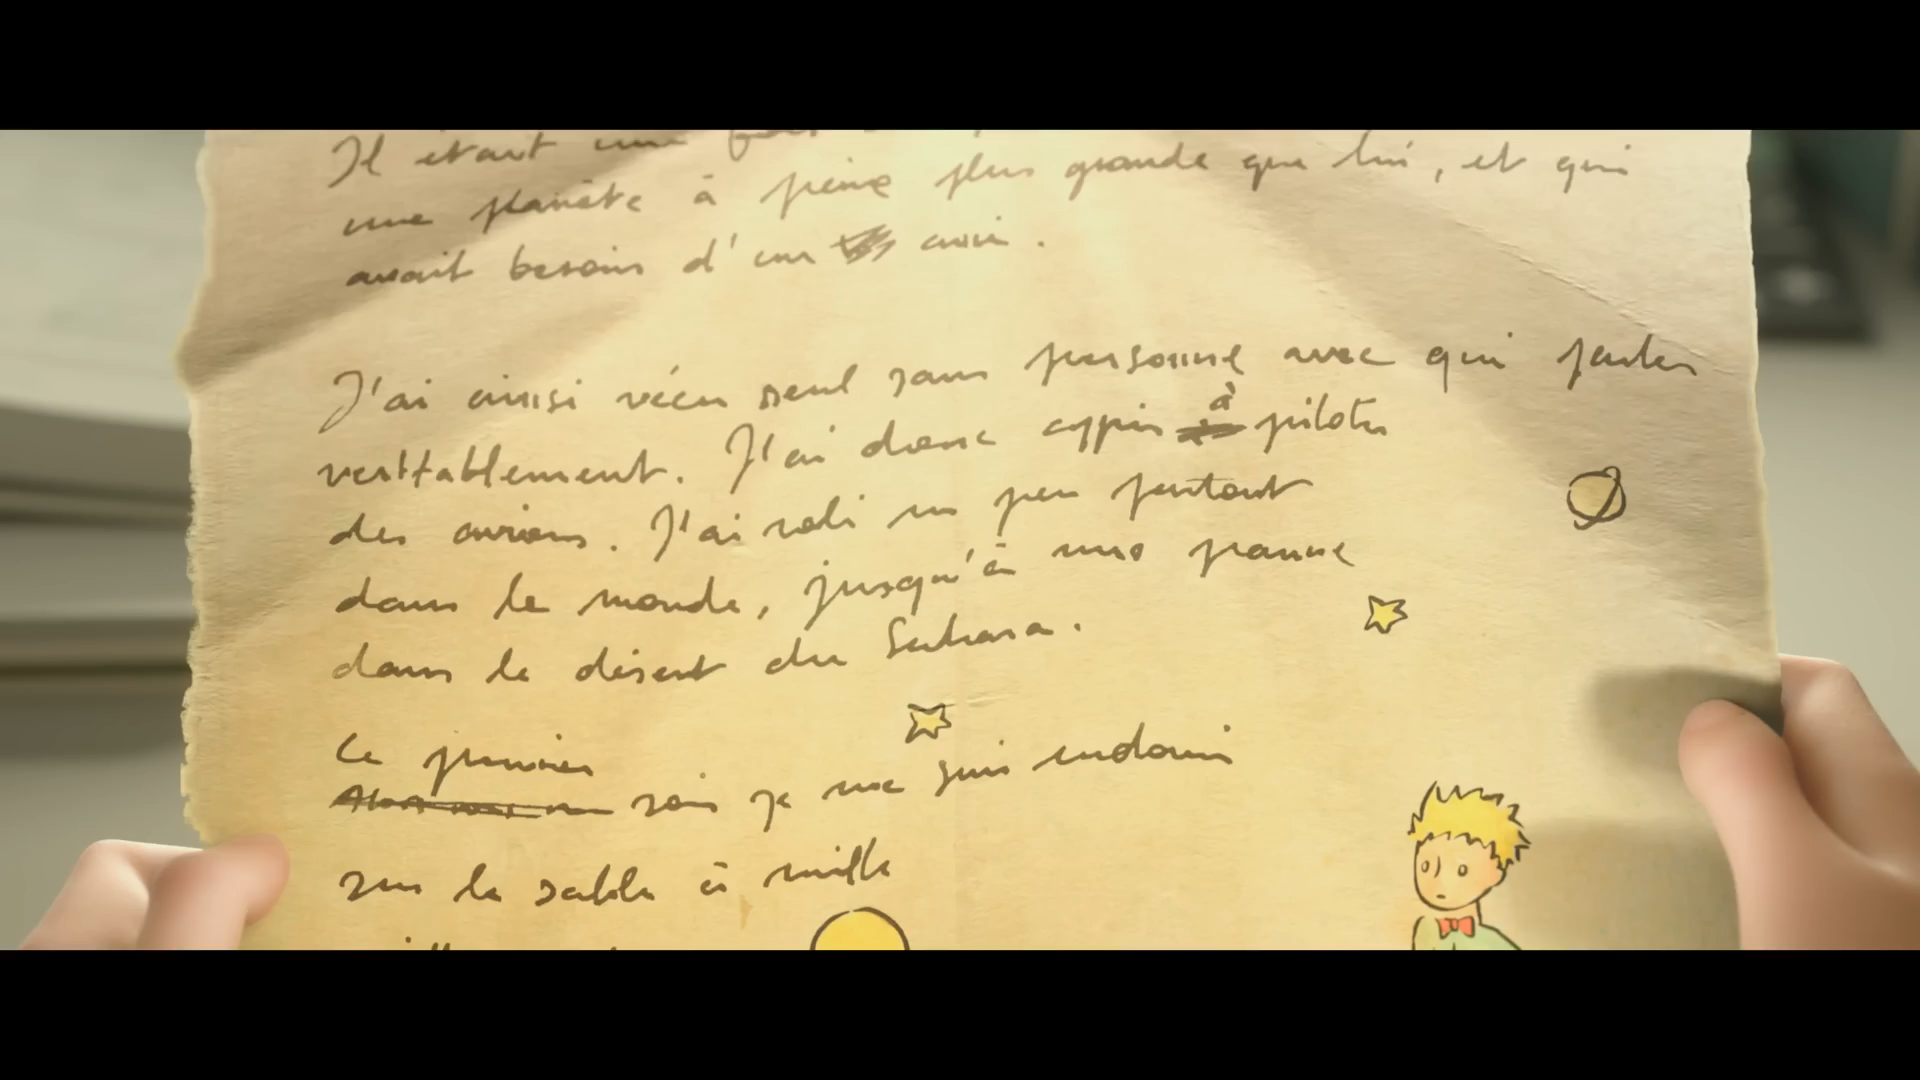 Il était une fois
une planète à peine plus grande que lui, et qui
avait besoin d'un ami.
J'ai ainsi vécu seul sans personne avec qui parler
veritablement. J'ai donc appris à piloter
des avions. J'ai volé un peu partout
dans le monde, jusqu'à une panne
dans le désert du Sahara.
Ce premier
soir je me suis endormi
sur le sable à mille